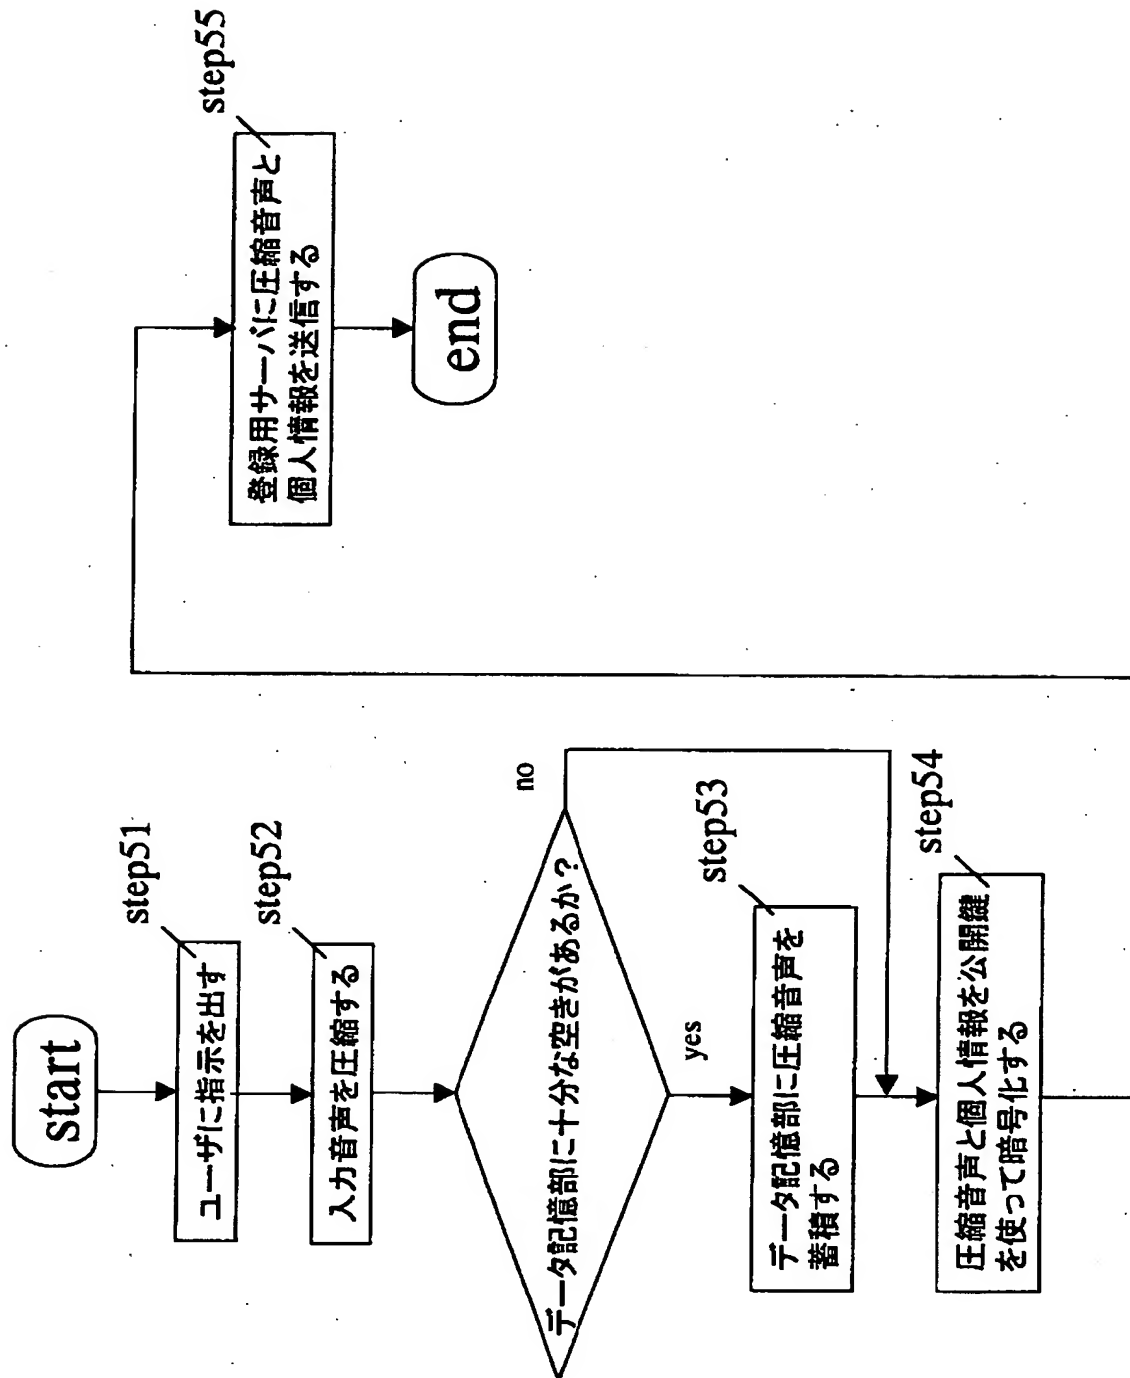 start
step51
ユーザに指示を出す
step52
入力音声を圧縮する
データ記憶部に十分な空きがあるか？
no
yes
step53
データ記憶部に圧縮音声を
蓄積する
step54
圧縮音声と個人情報を公開鍵
を使って暗号化する
step55
登録用サーバに圧縮音声と
個人情報を送信する
end